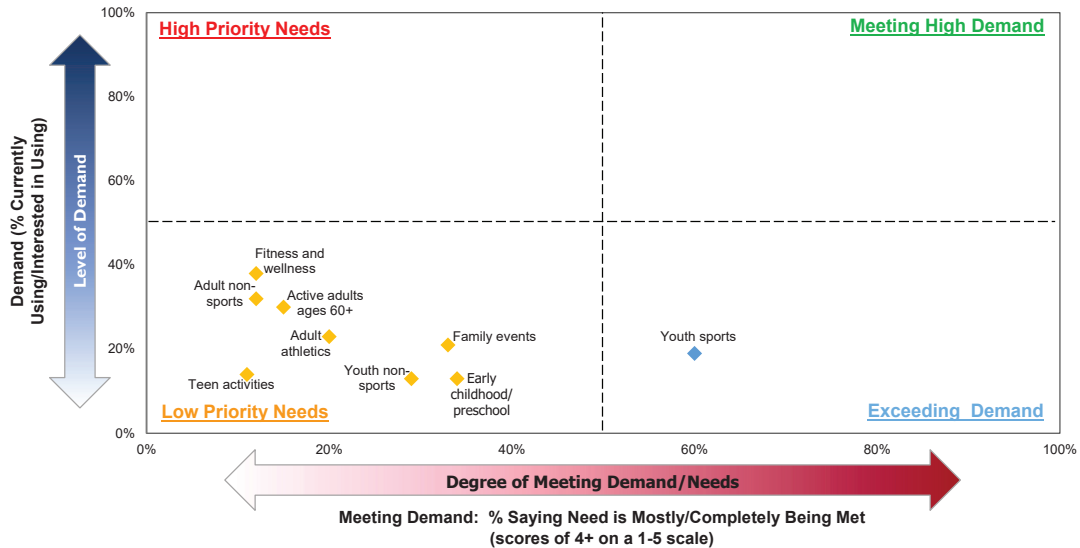 100%
High Priority Needs
Meeting High Demand
80%
60%
40%
20%
0%
Demand (% Currently
Using/Interested in Using)
Level of Demand
Fitness and
wellness
Adult non-
sports
Active adults
ages 60+
Adult
athletics
Family events
Youth sports
Teen activities
Youth non-
sports
Early
childhood/
preschool
Low Priority Needs
Exceeding Demand
0%
20%
40%
60%
80%
100%
Degree of Meeting Demand/Needs
Meeting Demand: % Saying Need is Mostly/Completely Being Met
(scores of 4+ on a 1-5 scale)